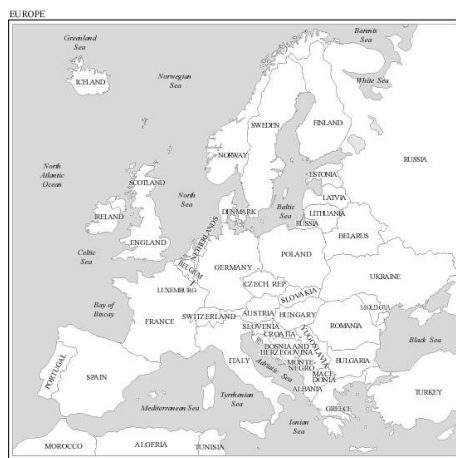 EUROPE
Greenland
Sea
Barents
Sea
ICELAND
Norwegian
Sea
White Sea
SWEDEN
FINLAND
NORWAY
RUSSIA
North
Atlantic
Ocean
ESTONIA
SCOTLAND
North
Sea
LATVIA
DENMARK
Baltic
Sea
LITHUANIA
IRELAND
RUSSIA
NETHERLANDS
BELARUS
ENGLAND
Celtic
Sea
POLAND
BELGIUM
GERMANY
UKRAINE
CZECH. REP.
LUXEMBURG
SLOVAKIA
Bay of
Biscay
MOLDOVA
AUSTRIA
HUNGARY
FRANCE
SWITZERLAND
SLOVENIA
ROMANIA
CROATIA
YUGOSLAVIA
BOSNIA AND
HERZEGOVINA
Black Sea
ITALY
Adriatic Sea
MONTE-
NEGRO
BULGARIA
PORTUGAL
SPAIN
MACE-
DONIA
ALBANIA
TURKEY
Tyrrhenian
Sea
Mediterranean Sea
GREECE
Ionian
Sea
MOROCCO
ALGERIA
TUNISIA